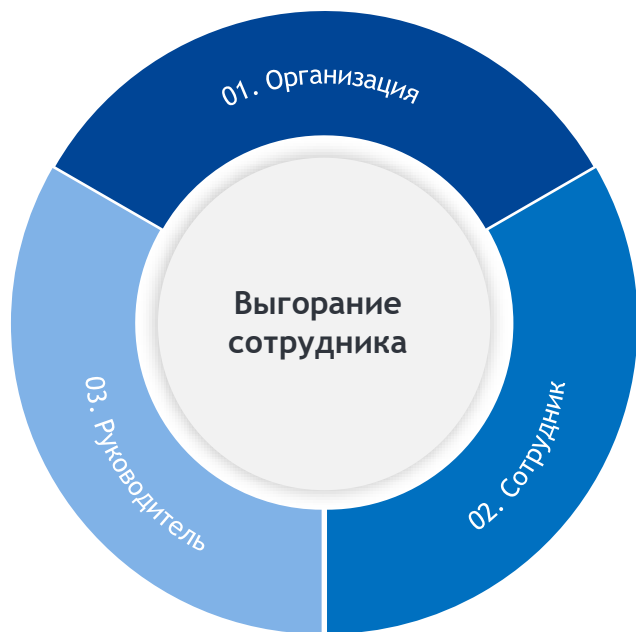 01. Организация
Выгорание
сотрудника
02. Сотрудник
03. Руководитель